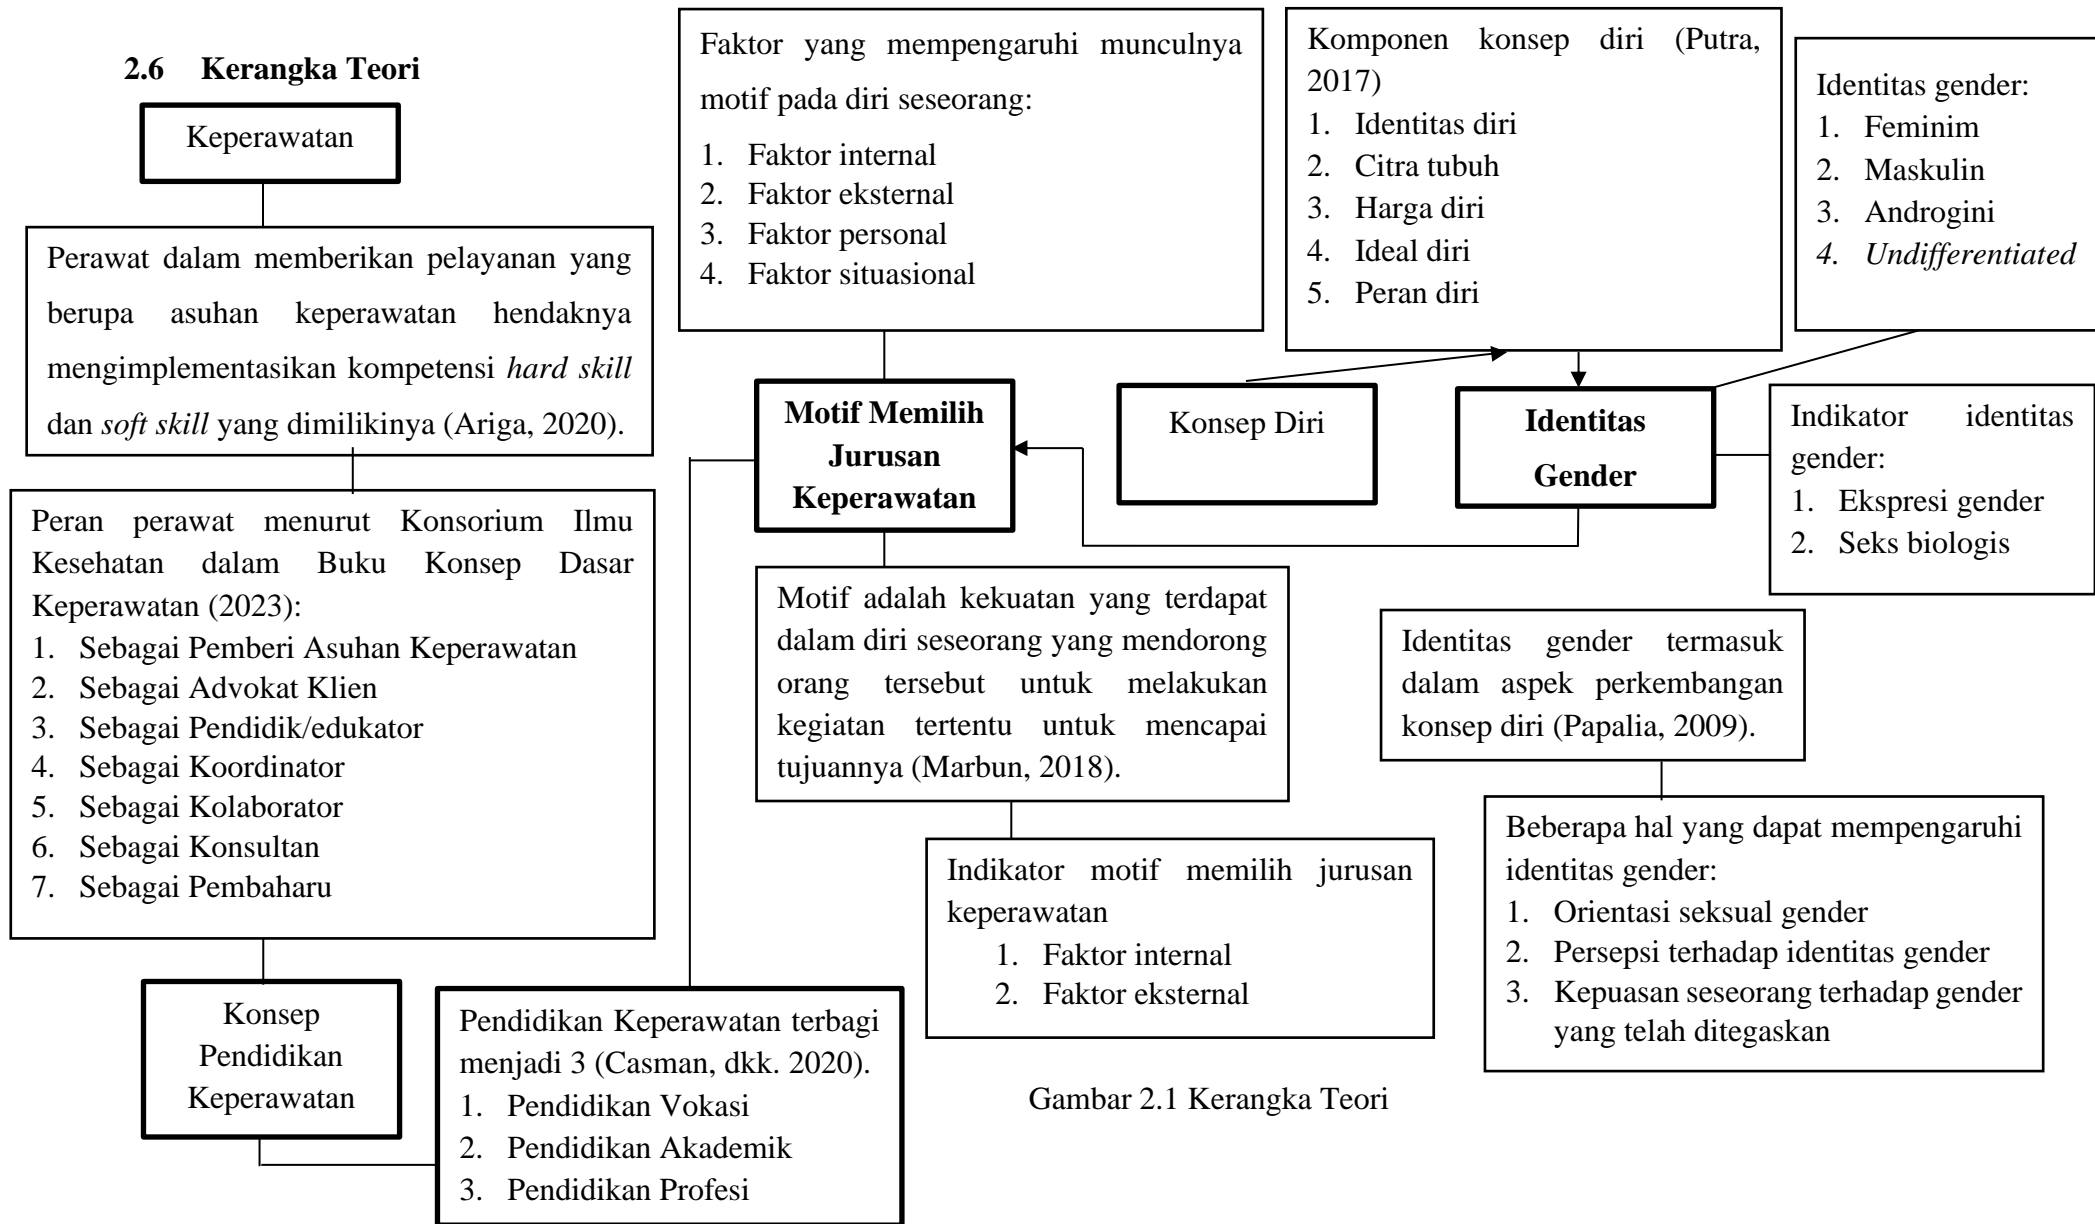 2.6 Kerangka Teori
Keperawatan
Perawat dalam memberikan pelayanan yang
berupa asuhan keperawatan hendaknya
mengimplementasikan kompetensi hard skill
dan soft skill yang dimilikinya (Ariga, 2020).
Peran perawat menurut Konsorium Ilmu
Kesehatan dalam Buku Konsep Dasar
Keperawatan (2023):
1. Sebagai Pemberi Asuhan Keperawatan
2. Sebagai Advokat Klien
3. Sebagai Pendidik/edukator
4. Sebagai Koordinator
5. Sebagai Kolaborator
6. Sebagai Konsultan
7. Sebagai Pembaharu
Konsep
Pendidikan
Keperawatan
Pendidikan Keperawatan terbagi
menjadi 3 (Casman, dkk. 2020).
1. Pendidikan Vokasi
2. Pendidikan Akademik
3. Pendidikan Profesi
Faktor yang mempengaruhi munculnya
motif pada diri seseorang:
1. Faktor internal
2. Faktor eksternal
3. Faktor personal
4. Faktor situasional
Motif Memilih
Jurusan
Keperawatan
Motif adalah kekuatan yang terdapat
dalam diri seseorang yang mendorong
orang tersebut untuk melakukan
kegiatan tertentu untuk mencapai
tujuannya (Marbun, 2018).
Indikator motif memilih jurusan
keperawatan
1. Faktor internal
2. Faktor eksternal
Komponen konsep diri (Putra,
2017)
1. Identitas diri
2. Citra tubuh
3. Harga diri
4. Ideal diri
5. Peran diri
Konsep Diri
Identitas
Gender
Identitas gender:
1. Feminim
2. Maskulin
3. Androgini
4. Undifferentiated
Indikator identitas
gender:
1. Ekspresi gender
2. Seks biologis
Identitas gender termasuk
dalam aspek perkembangan
konsep diri (Papalia, 2009).
Beberapa hal yang dapat mempengaruhi
identitas gender:
1. Orientasi seksual gender
2. Persepsi terhadap identitas gender
3. Kepuasan seseorang terhadap gender
yang telah ditegaskan
Gambar 2.1 Kerangka Teori